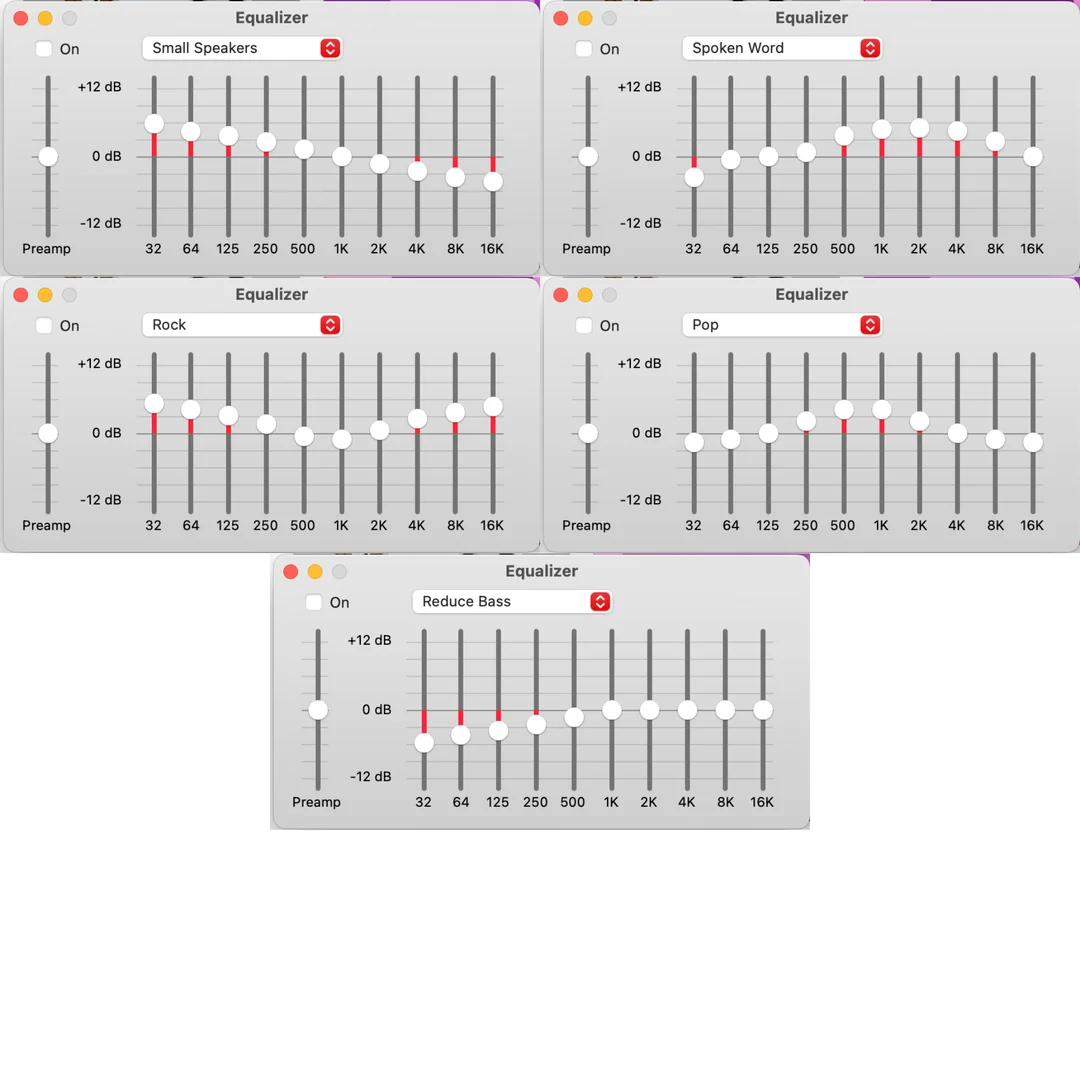 Equalizer
On Small Speakers
+12 dB
0 dB
-12 dB
Preamp 32 64 125 250 500 1K 2K 4K 8K 16K
Equalizer
On Spoken Word
+12 dB
0 dB
-12 dB
Preamp 32 64 125 250 500 1K 2K 4K 8K 16K
Equalizer
On Rock
+12 dB
0 dB
-12 dB
Preamp 32 64 125 250 500 1K 2K 4K 8K 16K
Equalizer
On Pop
+12 dB
0 dB
-12 dB
Preamp 32 64 125 250 500 1K 2K 4K 8K 16K
Equalizer
On Reduce Bass
+12 dB
0 dB
-12 dB
Preamp 32 64 125 250 500 1K 2K 4K 8K 16K